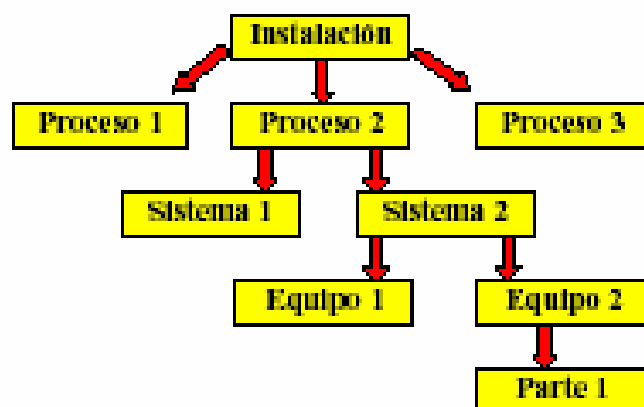 Instalación
Proceso 1
Proceso 2
Proceso 3
Sistema 1
Sistema 2
Equipo 1
Equipo 2
Parte 1